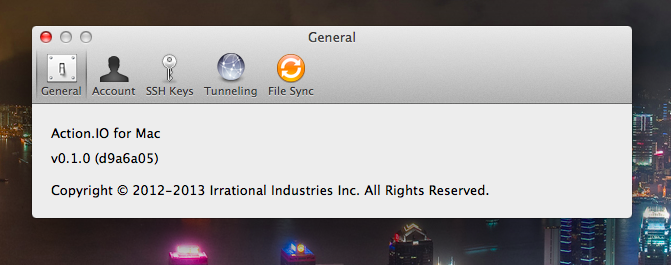 General
General Account SSH Keys Tunneling File Sync
Action.IO for Mac
v0.1.0 (d9a6a05)
Copyright © 2012-2013 Irrational Industries Inc. All Rights Reserved.